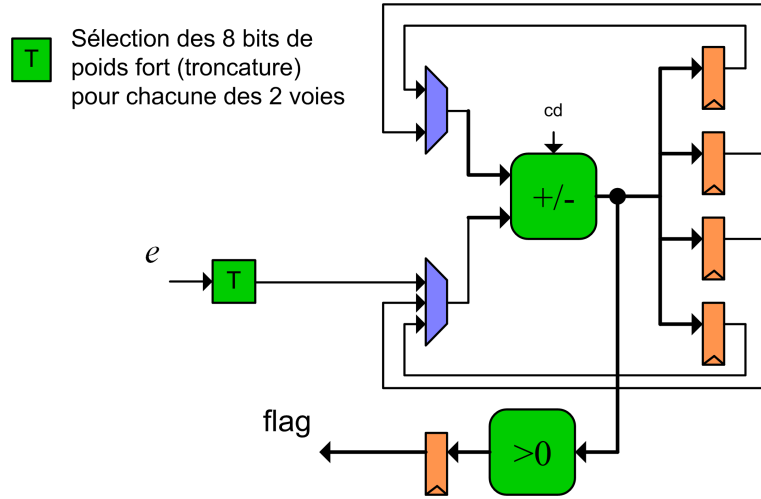 T
Sélection des 8 bits de
poids fort (troncature)
pour chacune des 2 voies
cd
+/-
e
T
flag
>0